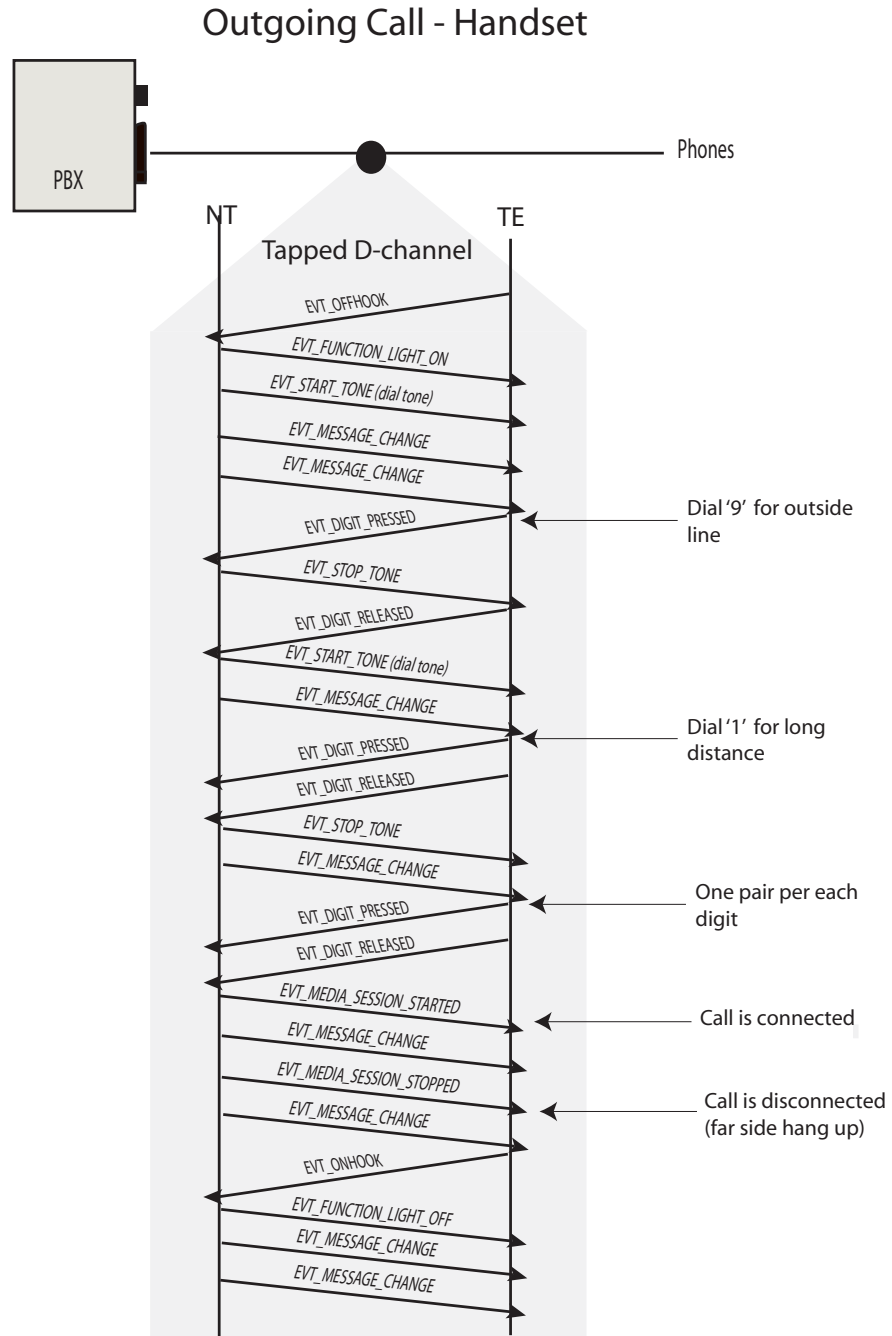 Outgoing Call - Handset
PBX
Phones
NT
TE
Tapped D-channel
EVT_OFFHOOK
EVT_FUNCTION_LIGHT_ON
EVT_START_TONE (dial tone)
EVT_MESSAGE_CHANGE
EVT_MESSAGE_CHANGE
Dial ‘9’ for outside
line
EVT_DIGIT_PRESSED
EVT_STOP_TONE
EVT_DIGIT_RELEASED
EVT_START_TONE (dial tone)
EVT_MESSAGE_CHANGE
Dial ‘1’ for long
distance
EVT_DIGIT_PRESSED
EVT_DIGIT_RELEASED
EVT_STOP_TONE
EVT_MESSAGE_CHANGE
One pair per each
digit
EVT_DIGIT_PRESSED
EVT_DIGIT_RELEASED
EVT_MEDIA_SESSION_STARTED
Call is connected
EVT_MESSAGE_CHANGE
EVT_MEDIA_SESSION_STOPPED
Call is disconnected
(far side hang up)
EVT_MESSAGE_CHANGE
EVT_ONHOOK
EVT_FUNCTION_LIGHT_OFF
EVT_MESSAGE_CHANGE
EVT_MESSAGE_CHANGE